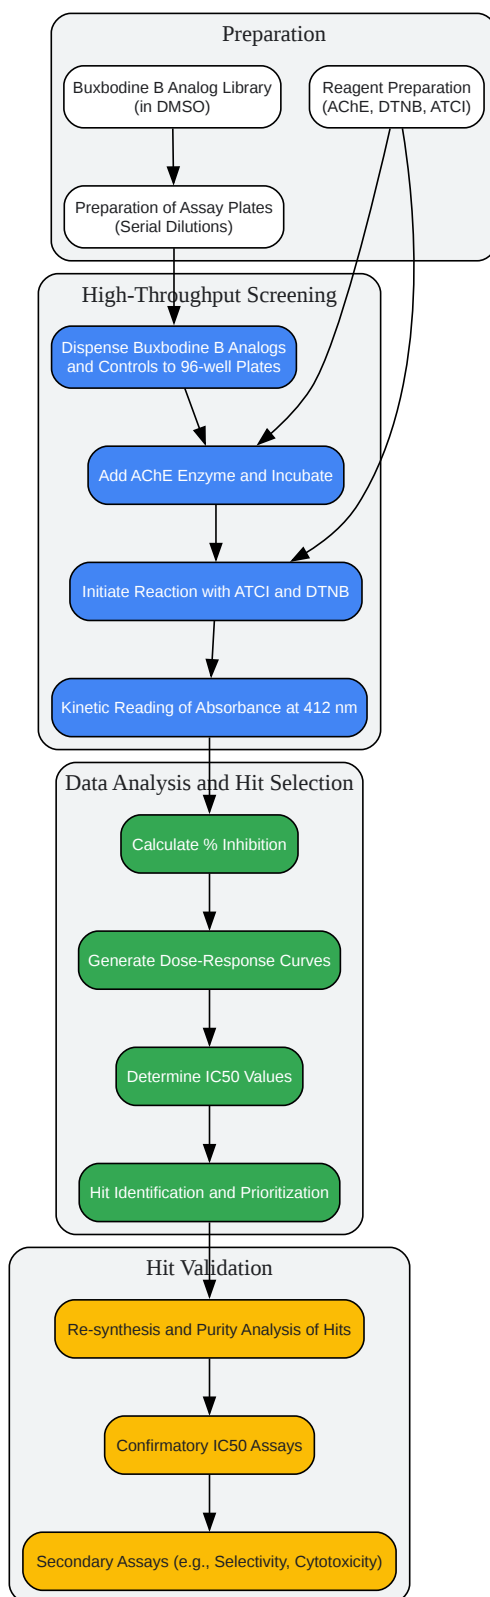 Preparation
Buxbodine B Analog Library
(in DMSO)
Reagent Preparation
(AChE, DTNB, ATCI)
Preparation of Assay Plates
(Serial Dilutions)
High-Throughput Screening
Dispense Buxbodine B Analogs
and Controls to 96-well Plates
Add AChE Enzyme and Incubate
Initiate Reaction with ATCI and DTNB
Kinetic Reading of Absorbance at 412 nm
Data Analysis and Hit Selection
Calculate % Inhibition
Generate Dose-Response Curves
Determine IC50 Values
Hit Identification and Prioritization
Hit Validation
Re-synthesis and Purity Analysis of Hits
Confirmatory IC50 Assays
Secondary Assays (e.g., Selectivity, Cytotoxicity)